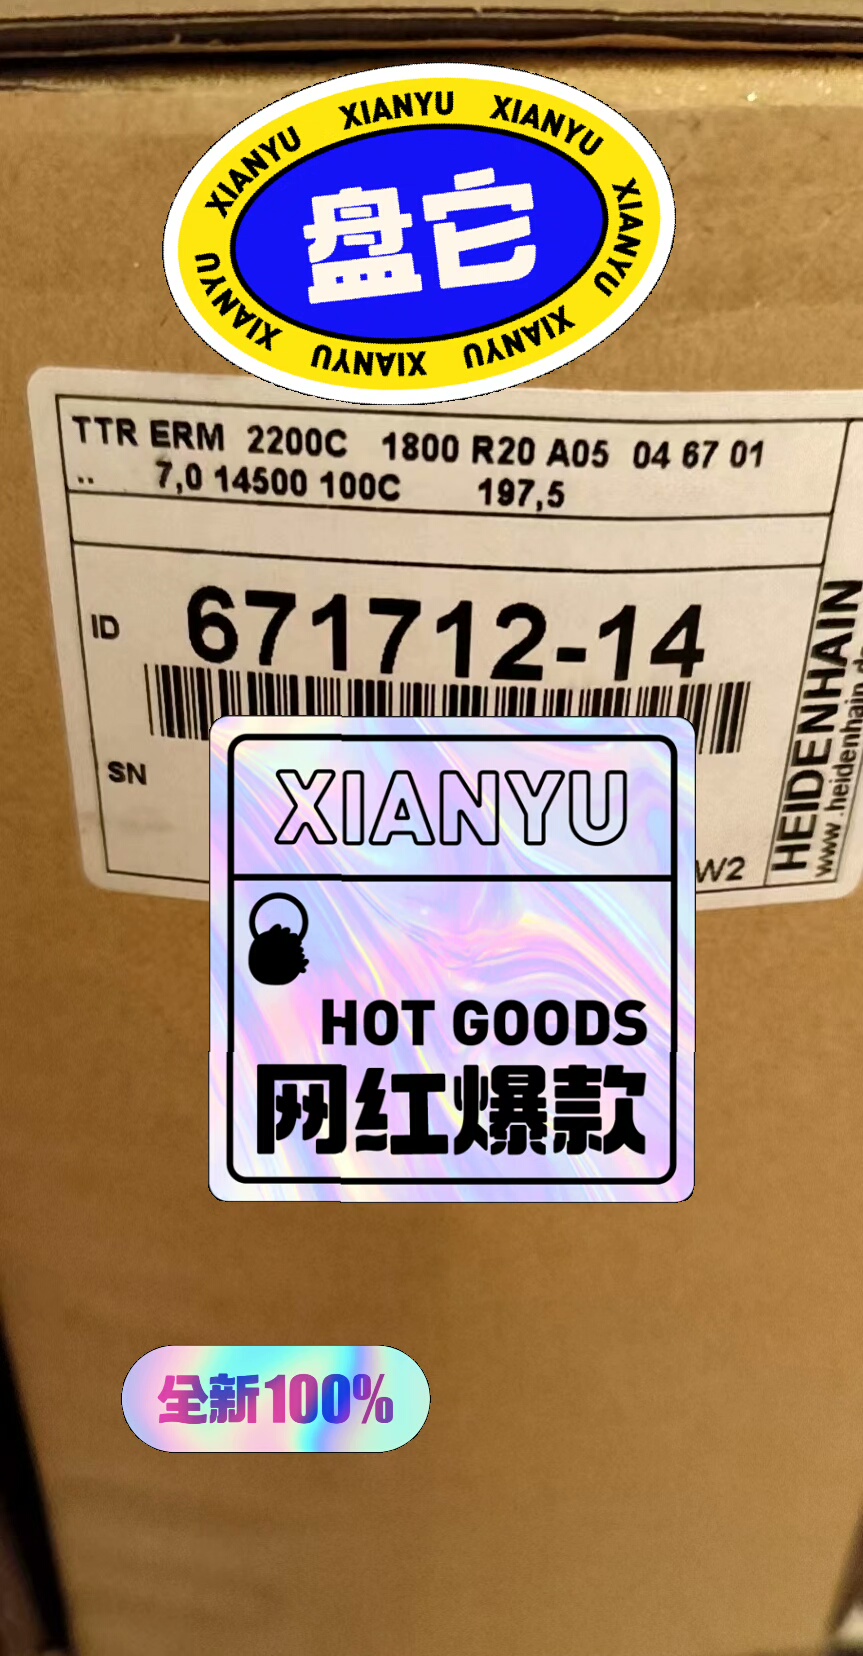 XIANYU XIANYU XIANYU XIANYU XIANYU XIANYU XIANYU XIANYU
盘它
TTR ERM 2200C 1800 R20 A05 04 67 01
.. 7,0 14500 100C 197,5
ID 671712-14
SN
W2
HEIDENHAIN
www.heidenhain.d
XIANYU
HOT GOODS
网红爆款
全新100%